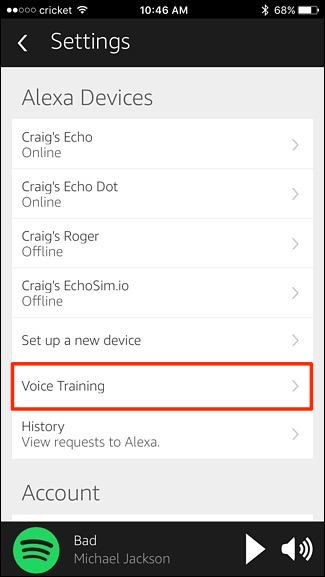 cricket 10:46 AM 68%
Settings
Alexa Devices
Craig's Echo
Online
Craig's Echo Dot
Online
Craig's Roger
Offline
Craig's EchoSim.io
Offline
Set up a new device
Voice Training
History
View requests to Alexa.
Account
Bad
Michael Jackson